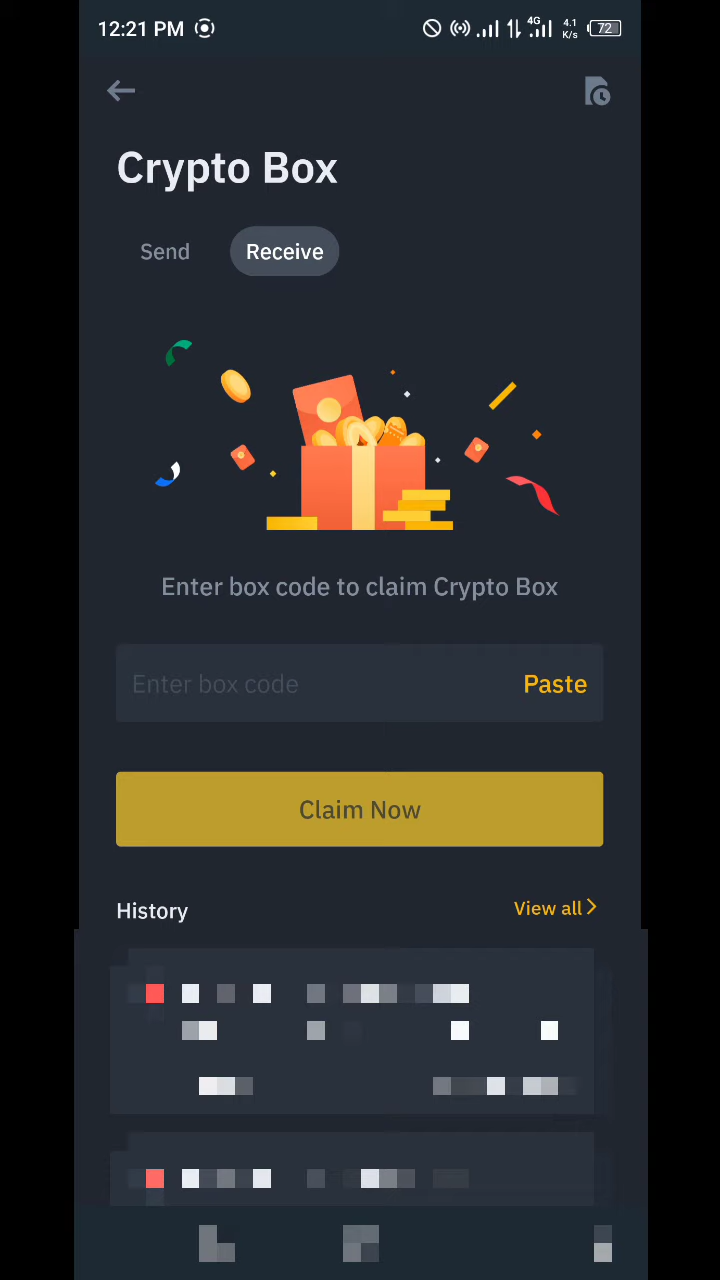 12:21 PM
4G
4.1
K/s
72
Crypto Box
Send
Receive
Enter box code to claim Crypto Box
Enter box code
Paste
Claim Now
History
View all